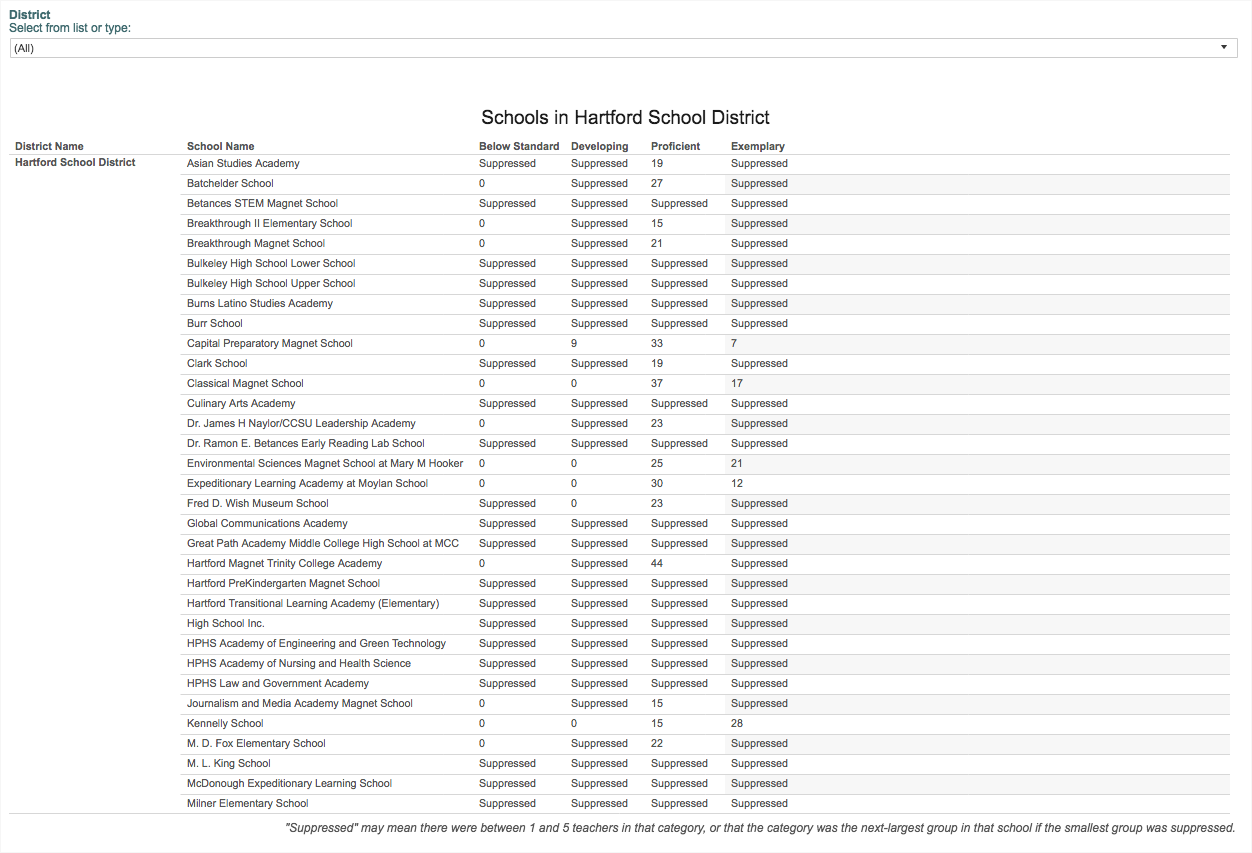 District
Select from list or type:
(All)
Schools in Hartford School District
District Name School Name Below Standard Developing Proficient Exemplary
Hartford School District Asian Studies Academy Suppressed Suppressed 19 Suppressed
Batchelder School 0 Suppressed 27 Suppressed
Betances STEM Magnet School Suppressed Suppressed Suppressed Suppressed
Breakthrough II Elementary School 0 Suppressed 15 Suppressed
Breakthrough Magnet School 0 Suppressed 21 Suppressed
Bulkeley High School Lower School Suppressed Suppressed Suppressed Suppressed
Bulkeley High School Upper School Suppressed Suppressed Suppressed Suppressed
Burns Latino Studies Academy Suppressed Suppressed Suppressed Suppressed
Burr School Suppressed Suppressed Suppressed Suppressed
Capital Preparatory Magnet School 0 9 33 7
Clark School Suppressed Suppressed 19 Suppressed
Classical Magnet School 0 0 37 17
Culinary Arts Academy Suppressed Suppressed Suppressed Suppressed
Dr. James H Naylor/CCSU Leadership Academy 0 Suppressed 23 Suppressed
Dr. Ramon E. Betances Early Reading Lab School Suppressed Suppressed Suppressed Suppressed
Environmental Sciences Magnet School at Mary M Hooker 0 0 25 21
Expeditionary Learning Academy at Moylan School 0 0 30 12
Fred D. Wish Museum School Suppressed 0 23 Suppressed
Global Communications Academy Suppressed Suppressed Suppressed Suppressed
Great Path Academy Middle College High School at MCC Suppressed Suppressed Suppressed Suppressed
Hartford Magnet Trinity College Academy 0 Suppressed 44 Suppressed
Hartford PreKindergarten Magnet School Suppressed Suppressed Suppressed Suppressed
Hartford Transitional Learning Academy (Elementary) Suppressed Suppressed Suppressed Suppressed
High School Inc. Suppressed Suppressed Suppressed Suppressed
HPHS Academy of Engineering and Green Technology Suppressed Suppressed Suppressed Suppressed
HPHS Academy of Nursing and Health Science Suppressed Suppressed Suppressed Suppressed
HPHS Law and Government Academy Suppressed Suppressed Suppressed Suppressed
Journalism and Media Academy Magnet School 0 Suppressed 15 Suppressed
Kennelly School 0 0 15 28
M. D. Fox Elementary School 0 Suppressed 22 Suppressed
M. L. King School Suppressed Suppressed Suppressed Suppressed
McDonough Expeditionary Learning School Suppressed Suppressed Suppressed Suppressed
Milner Elementary School Suppressed Suppressed Suppressed Suppressed
"Suppressed" may mean there were between 1 and 5 teachers in that category, or that the category was the next-largest group in that school if the smallest group was suppressed.